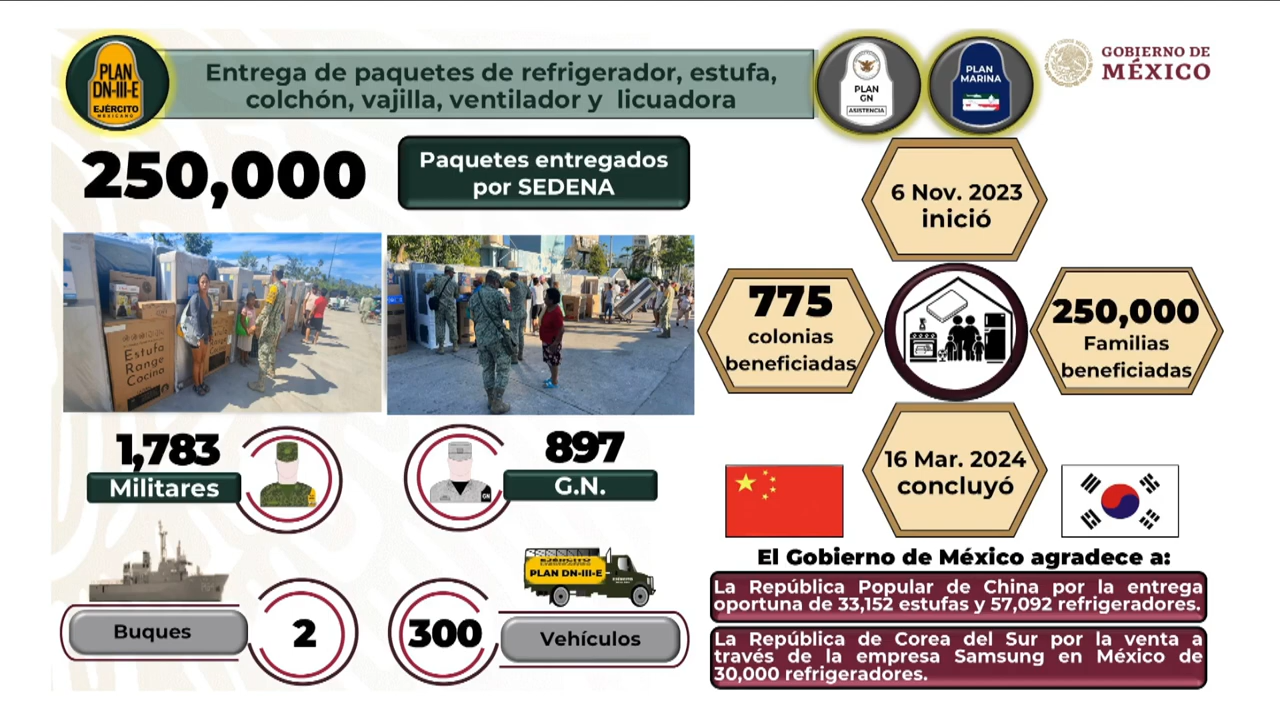 PLAN
DN-III-E
EJÉRCITO
MEXICANO
Entrega de paquetes de refrigerador, estufa,
colchón, vajilla, ventilador y licuadora
PLAN
GN
ASISTENCIA
PLAN
MARINA
GOBIERNO DE
MÉXICO
250,000
Paquetes entregados
por SEDENA
6 Nov. 2023
inició
Estufa
Range
Cocina
775
colonias
beneficiadas
250,000
Familias
beneficiadas
1,783
Militares
897
G.N.
GN
16 Mar. 2024
concluyó
PLAN DN-III-E
Buques
2
300
Vehículos
El Gobierno de México agradece a:
La República Popular de China por la entrega
oportuna de 33,152 estufas y 57,092 refrigeradores.
La República de Corea del Sur por la venta a
través de la empresa Samsung en México de
30,000 refrigeradores.